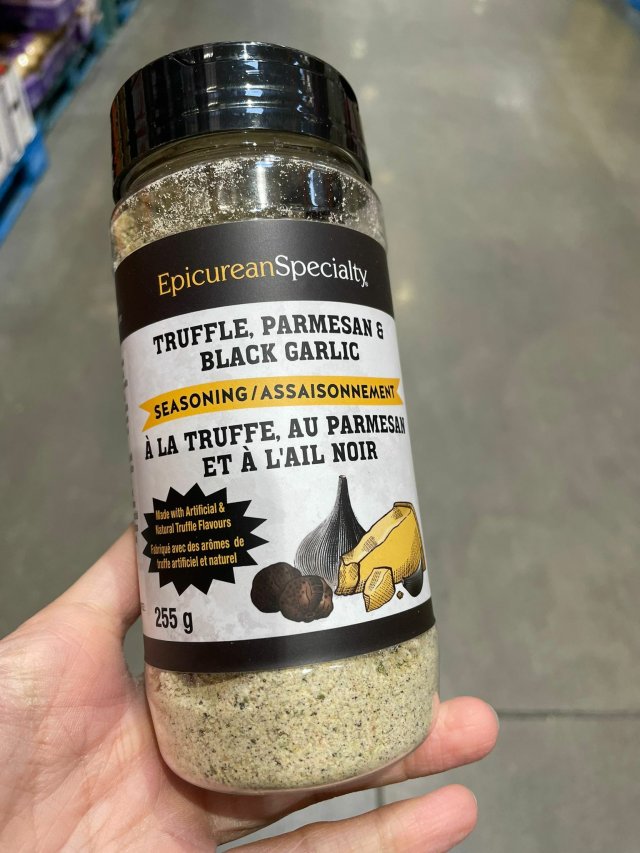 EpicureanSpecialty®
TRUFFLE, PARMESAN &
BLACK GARLIC
SEASONING/ASSAISONNEMENT
À LA TRUFFE, AU PARMESAN
ET À L'AIL NOIR
Made with Artificial &
Natural Truffle Flavours
Fabriqué avec des arômes de
truffe artificiel et naturel
255 g